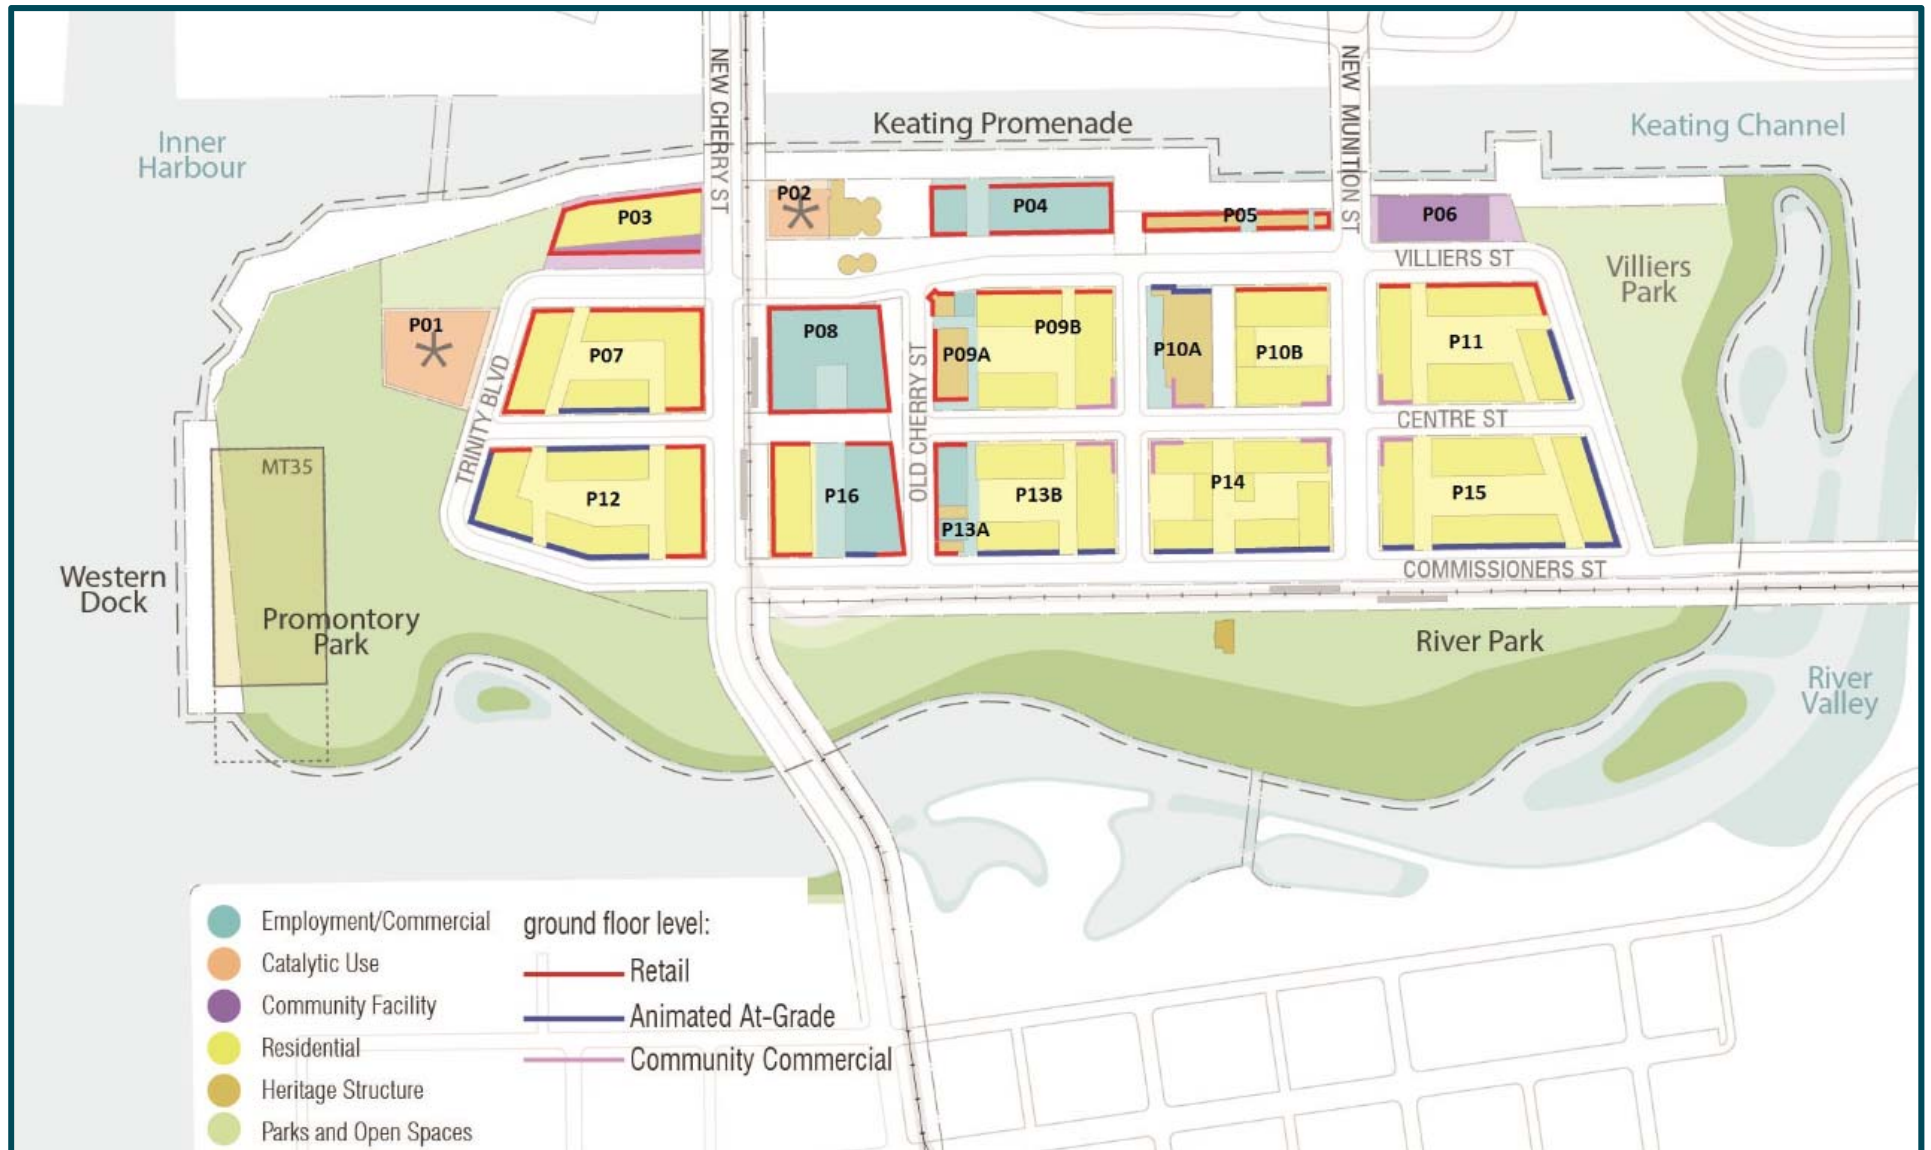 NEW CHERRY ST
NEW MUNITION ST
Inner
Harbour
Keating Promenade
Keating Channel
P02
P03
P04
P05
P06
VILLIERS ST
Villiers
Park
P01
P07
P08
P09A
P09B
P10A
P10B
P11
TRINITY BLVD
OLD CHERRY ST
CENTRE ST
MT35
P12
P16
P13A
P13B
P14
P15
COMMISSIONERS ST
Western
Dock
Promontory
Park
River Park
River
Valley
Employment/Commercial
Catalytic Use
Community Facility
Residential
Heritage Structure
Parks and Open Spaces
ground floor level:
Retail
Animated At-Grade
Community Commercial